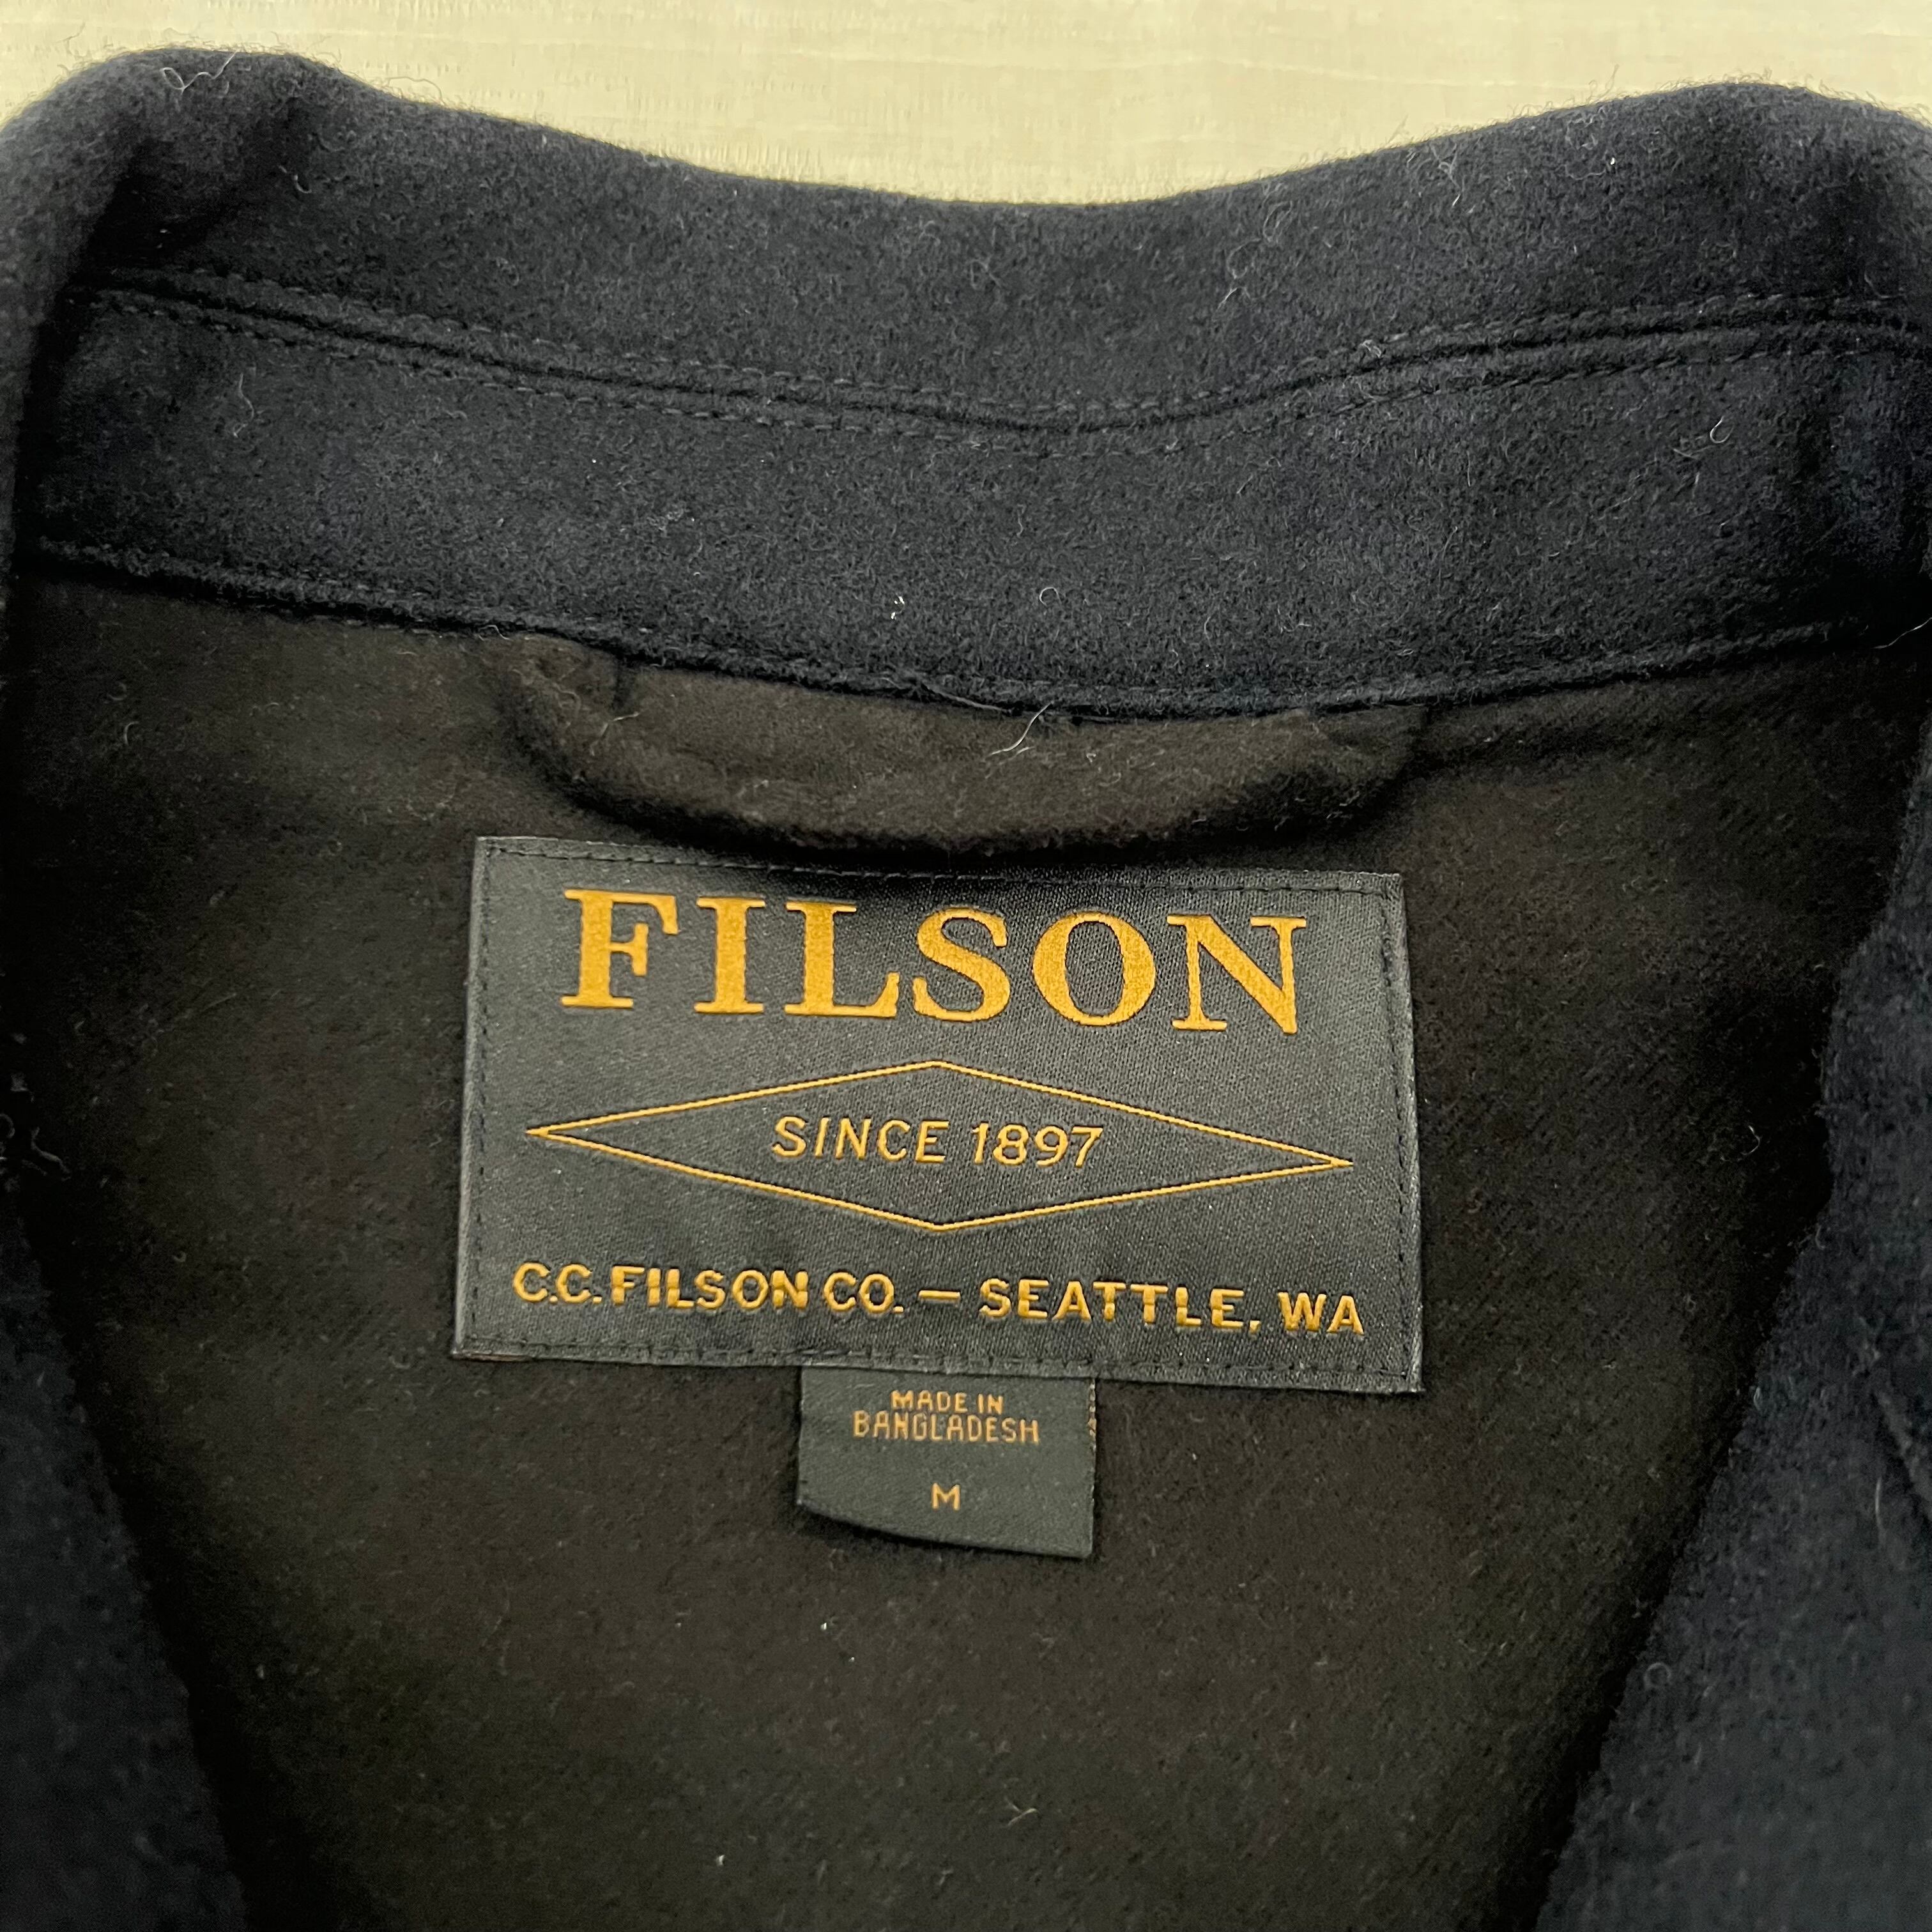 FILSON
SINCE 1897
C.C. FILSON CO. — SEATTLE, WA
MADE IN
BANGLADESH
M